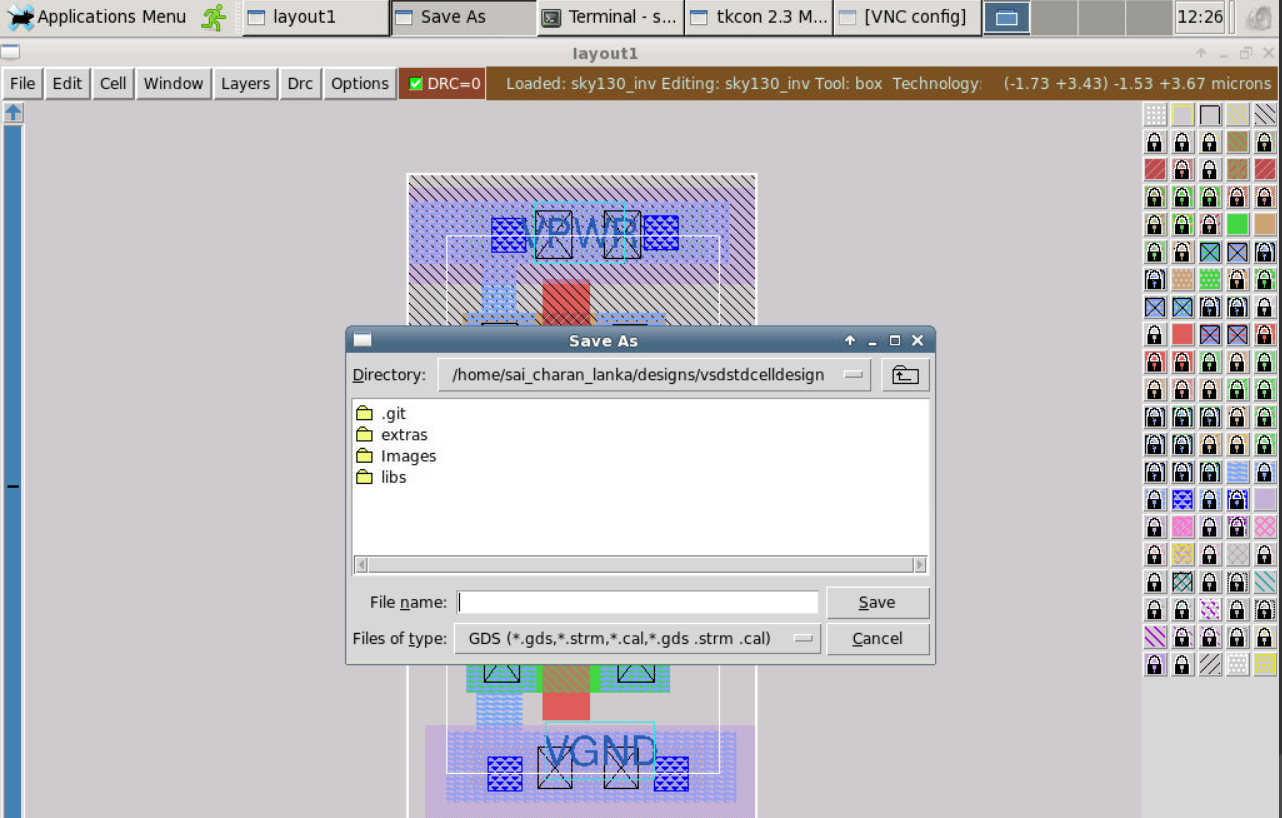 Applications Menu layout1 Save As Terminal - s... tkcon 2.3 M... [VNC config] 12:26
layout1
File Edit Cell Window Layers Drc Options DRC=0 Loaded: sky130_inv Editing: sky130_inv Tool: box Technology: (-1.73 +3.43) -1.53 +3.67 microns
VPWR
Save As
Directory: /home/sai_charan_lanka/designs/vsdstdcelldesign
.git
extras
Images
libs
File name: Save
Files of type: GDS (*.gds,*.strm,*.cal,*.gds .strm .cal) Cancel
VGND